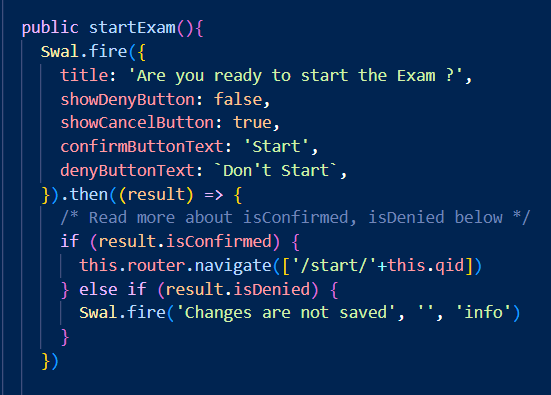 public startExam(){
Swal.fire({
title: 'Are you ready to start the Exam ?',
showDenyButton: false,
showCancelButton: true,
confirmButtonText: 'Start',
denyButtonText: `Don't Start`,
}).then((result) => {
/* Read more about isConfirmed, isDenied below */
if (result.isConfirmed) {
this.router.navigate(['/start/'+this.qid])
} else if (result.isDenied) {
Swal.fire('Changes are not saved', '', 'info')
}
})